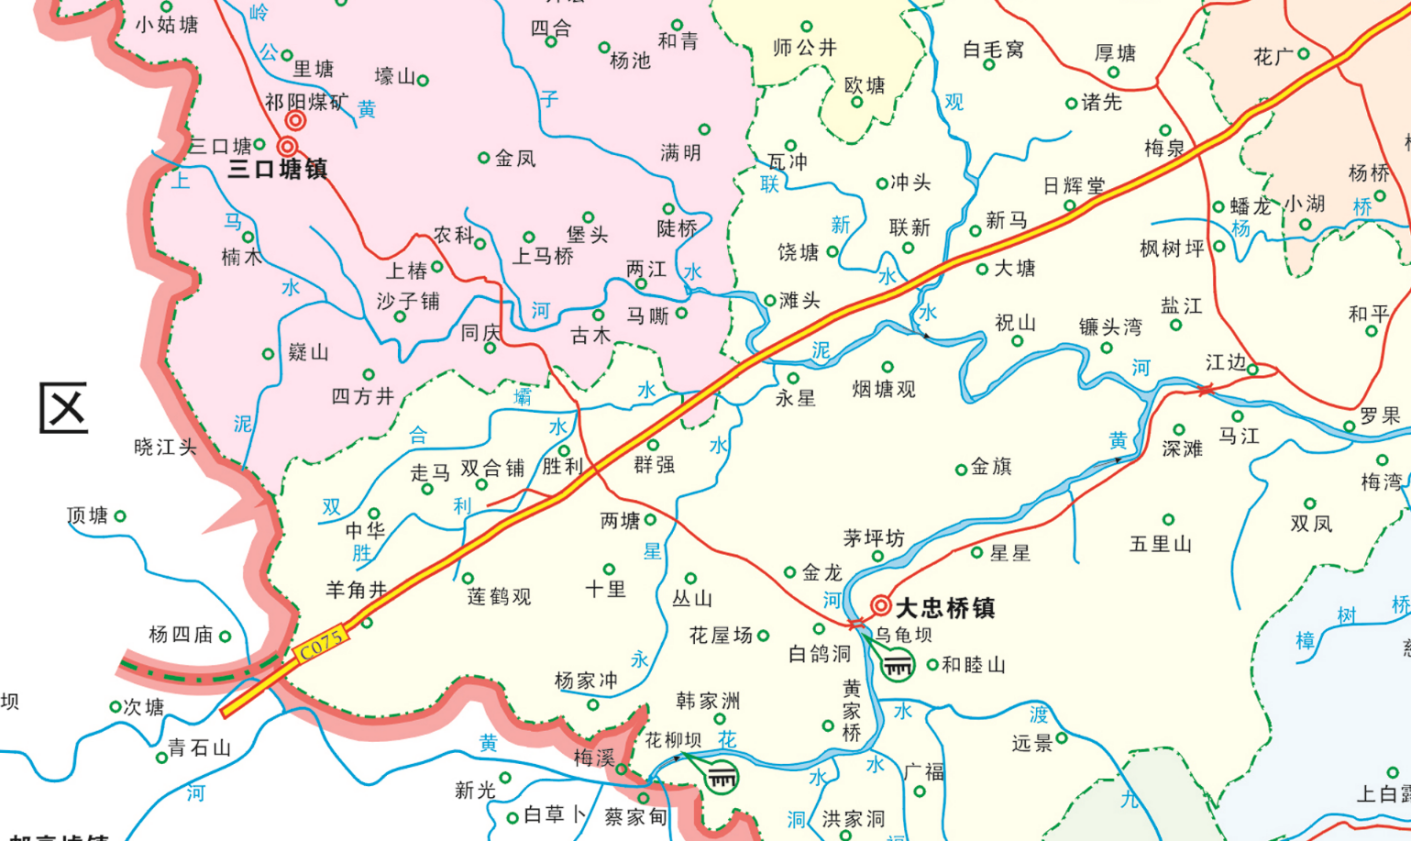 小姑塘
岭
四合
和青
师公井
白毛窝
厚塘
花广
公
里塘
壕山
杨池
欧塘
祁阳煤矿
黄
子
观
诸先
三口塘
三口塘镇
金凤
满明
瓦冲
梅泉
上
联
冲头
日辉堂
杨桥
马
楠木
农科
上马桥
堡头
陡桥
新
联新
新马
蟠龙
小湖
桥
杨
枫树坪
饶塘
上椿
两江
水
水
大塘
水
沙子铺
河
古木
马嘶
滩头
水
祝山
镰头湾
盐江
和平
同庆
嶷山
泥
河
江边
四方井
坝
水
永星
烟塘观
区
泥
晓江头
合
水
水
黄
深滩
马江
罗果
走马
双合铺
胜利
群强
金旗
梅湾
顶塘
双
中华
利
两塘
双凤
胜
星
茅坪坊
星星
五里山
羊角井
莲鹤观
十里
丛山
金龙
河
大忠桥镇
桥
树
樟
杨四庙
C075
花屋场
白鸽洞
乌龟坝
和睦山
永
杨家冲
坝
次塘
韩家洲
黄家桥
水
渡
青石山
黄
梅溪
花柳坝
花
远景
河
新光
水
水
广福
九
上白露
白草卜
蔡家甸
洞
洪家洞